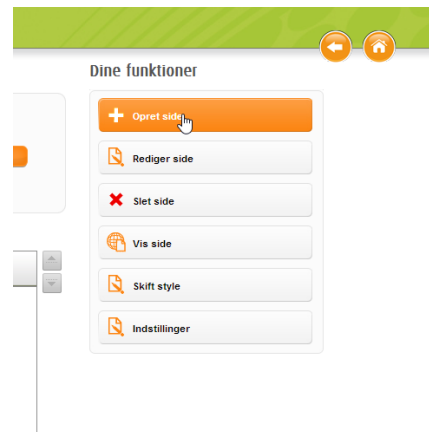 Dine funktioner
Opret side
Rediger side
Slet side
Vis side
Skift style
Indstillinger